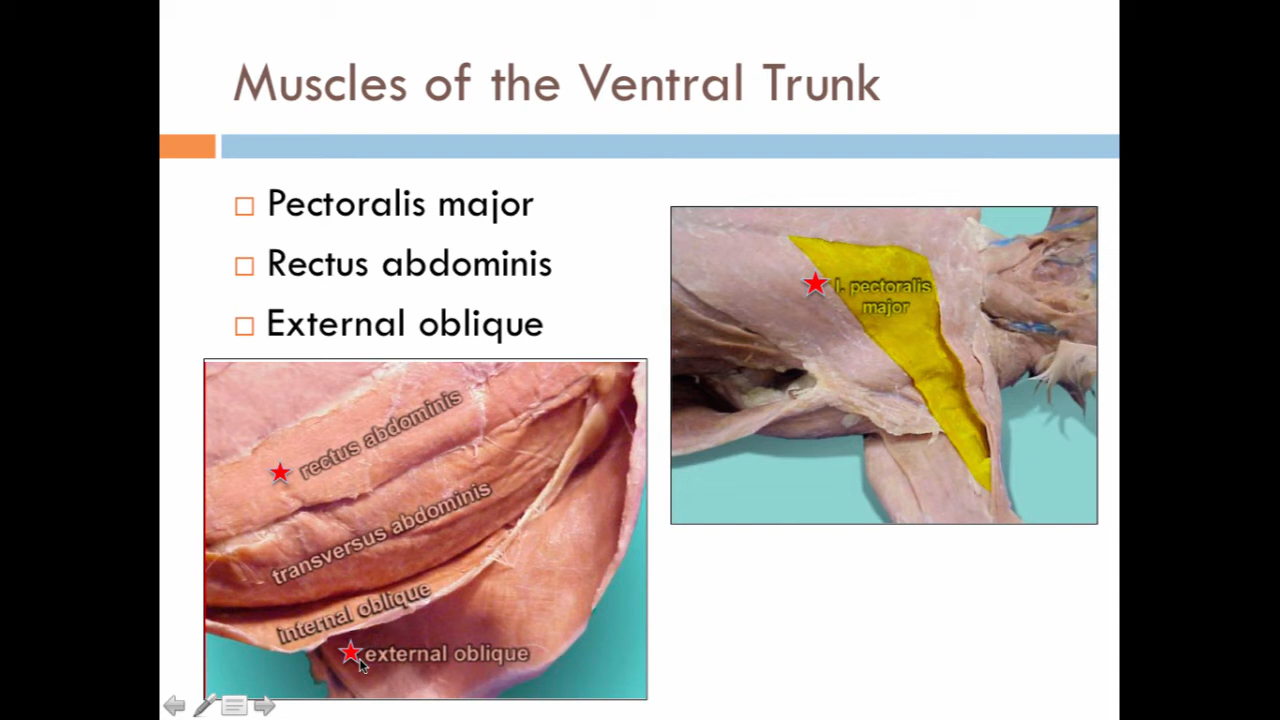 Muscles of the Ventral Trunk
Pectoralis major
Rectus abdominis
External oblique
l. pectoralis
major
rectus abdominis
transversus abdominis
internal oblique
external oblique